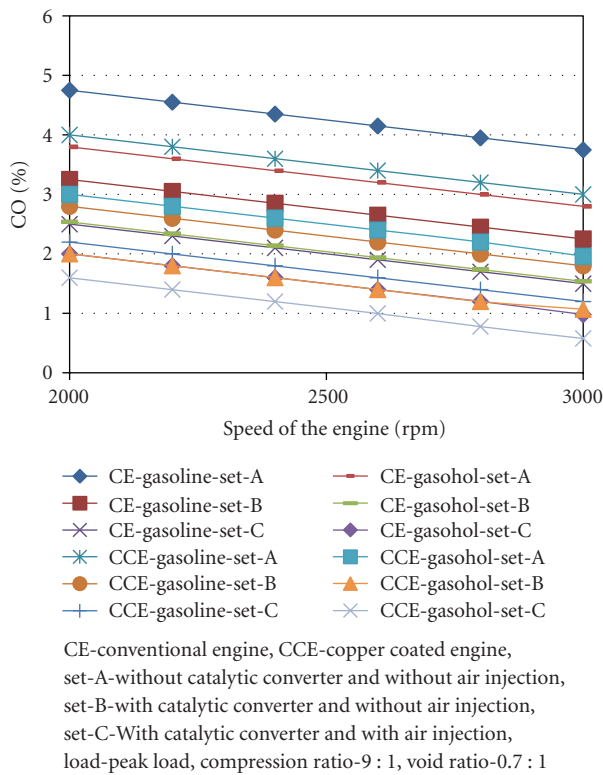 6
5
4
3
2
1
0
CO (%)
2000 2500 3000
Speed of the engine (rpm)
CE-gasoline-set-A CE-gasohol-set-A
CE-gasoline-set-B CE-gasohol-set-B
CE-gasoline-set-C CE-gasohol-set-C
CCE-gasoline-set-A CCE-gasohol-set-A
CCE-gasoline-set-B CCE-gasohol-set-B
CCE-gasoline-set-C CCE-gasohol-set-C
CE-conventional engine, CCE-copper coated engine,
set-A-without catalytic converter and without air injection,
set-B-with catalytic converter and without air injection,
set-C-With catalytic converter and with air injection,
load-peak load, compression ratio-9 : 1, void ratio-0.7 : 1